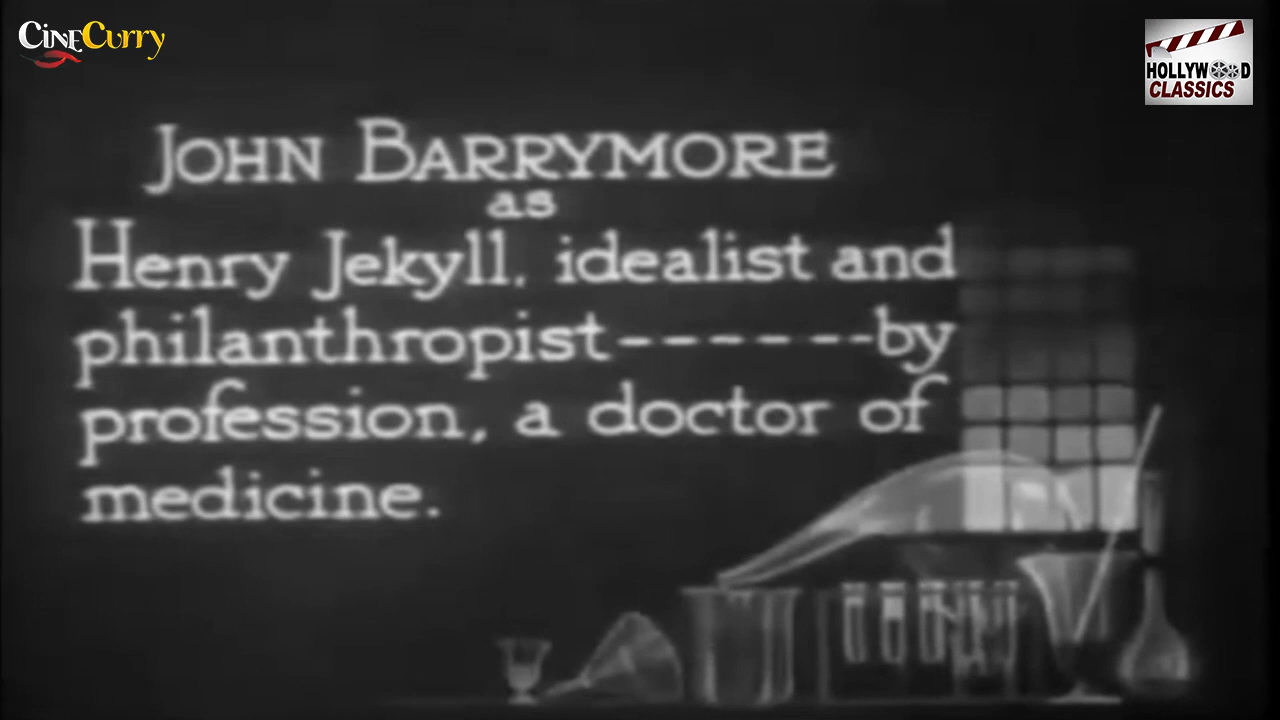 CineCurry
HOLLYWOOD
CLASSICS
JOHN BARRYMORE
as
Henry Jekyll, idealist and
philanthropist------by
profession, a doctor of
medicine.